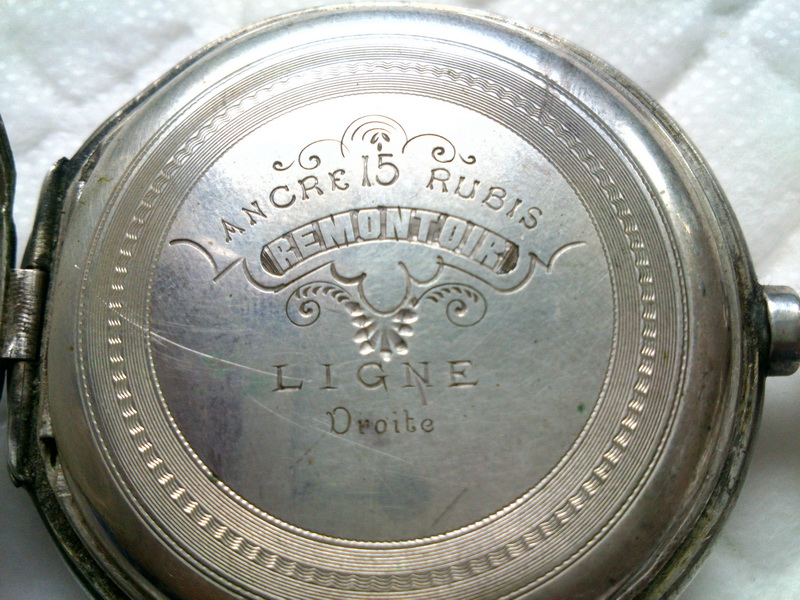 ANCRE 15 RUBIS
REMONTOIR
LIGNE
Droite